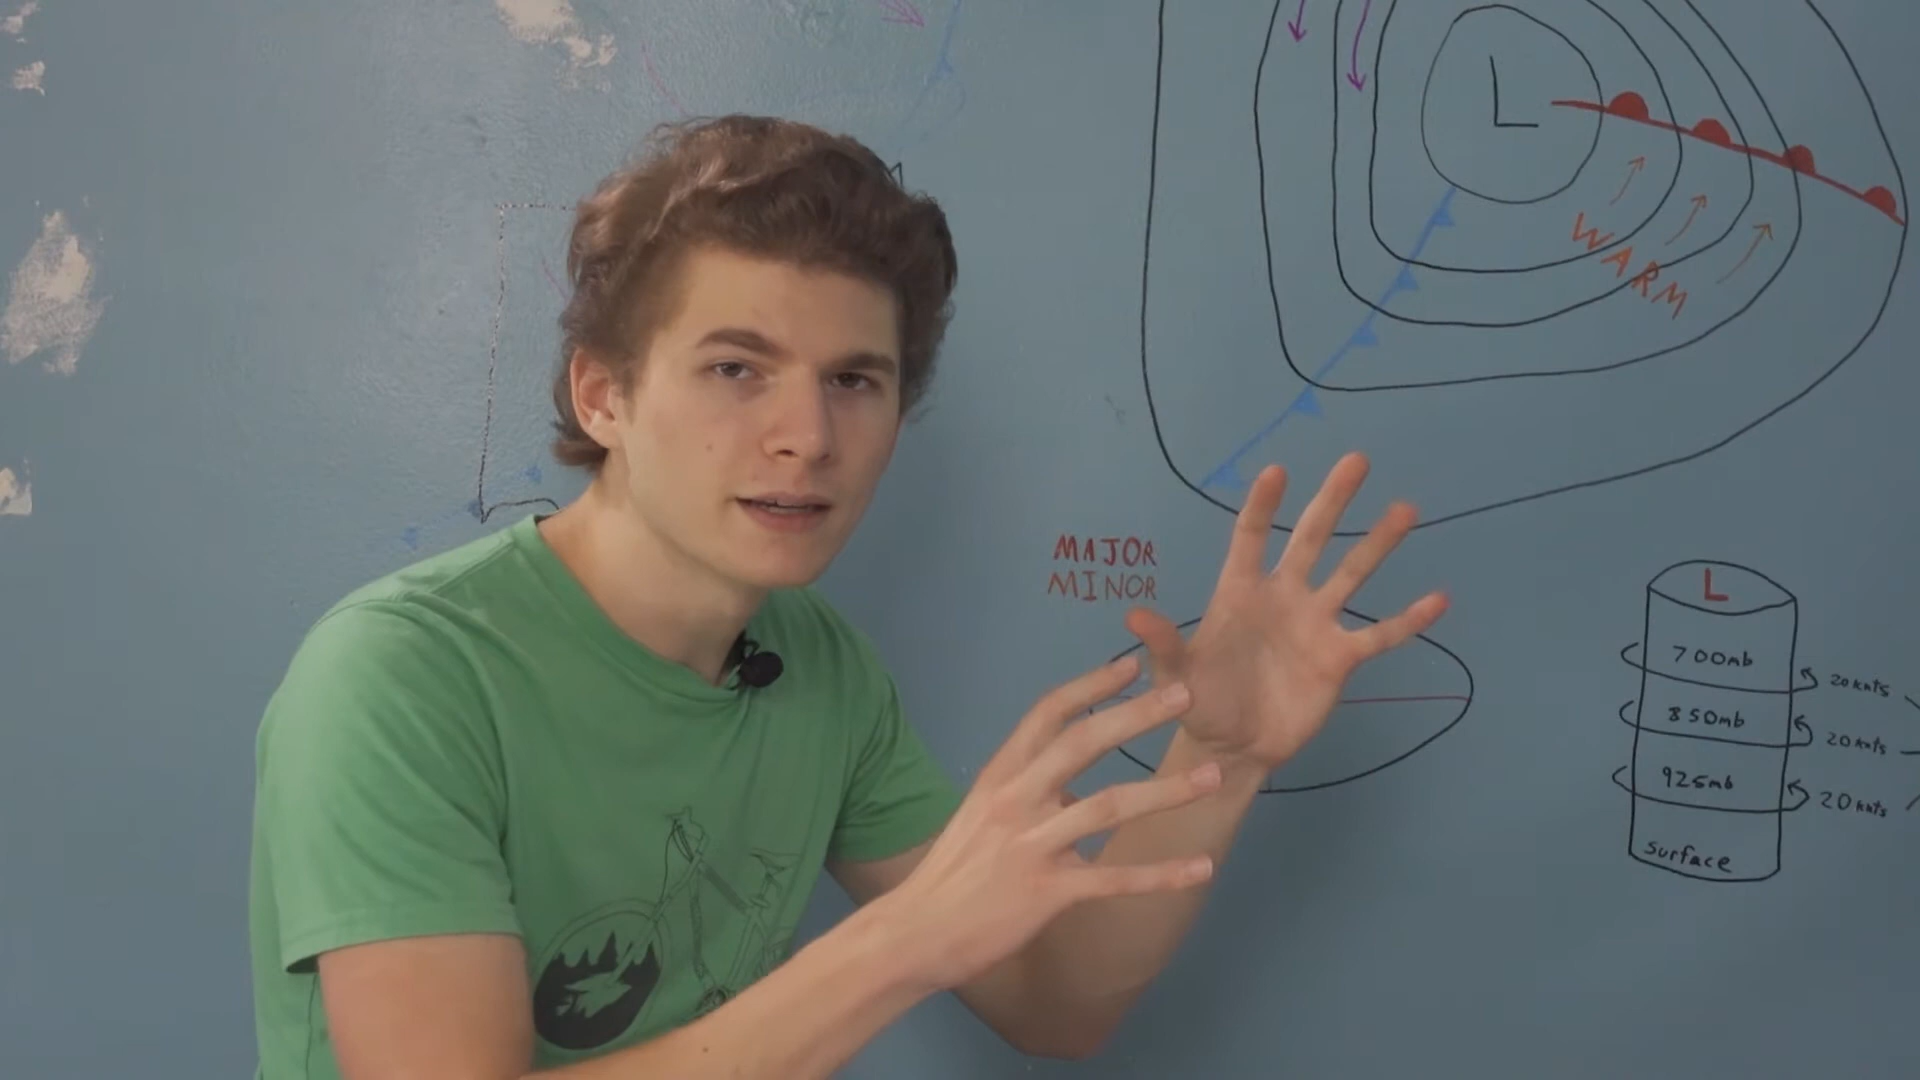 L
WARM
MAJOR
MINOR
L
700mb
20 knts
850mb
20 knts
925mb
20 knts
surface